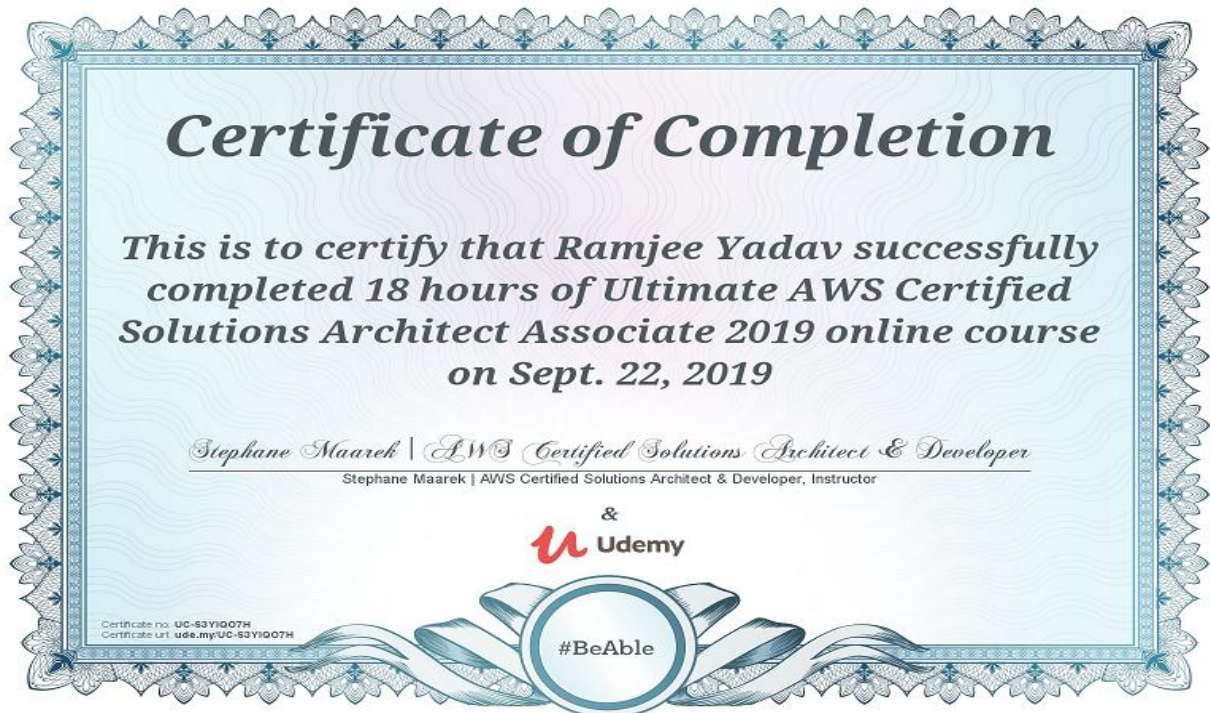 Certificate of Completion
This is to certify that Ramjee Yadav successfully
completed 18 hours of Ultimate AWS Certified
Solutions Architect Associate 2019 online course
on Sept. 22, 2019
Stephane Maarek | AWS Certified Solutions Architect & Developer
Stephane Maarek | AWS Certified Solutions Architect & Developer, Instructor
&
Udemy
Certificate no: UC-S3YIQO7H
Certificate url: ude.my/UC-S3YIQO7H
#BeAble